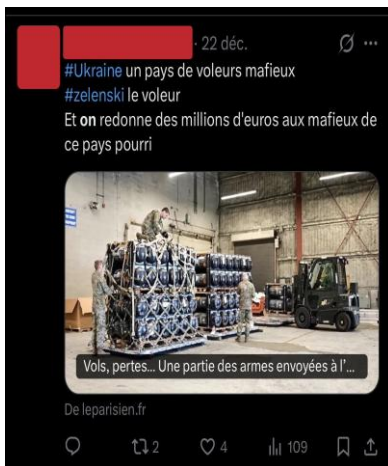 · 22 déc.
#Ukraine un pays de voleurs mafieux
#zelenski le voleur
Et on redonne des millions d'euros aux mafieux de
ce pays pourri
Vols, pertes... Une partie des armes envoyées à l'...
De leparisien.fr
2
4
109